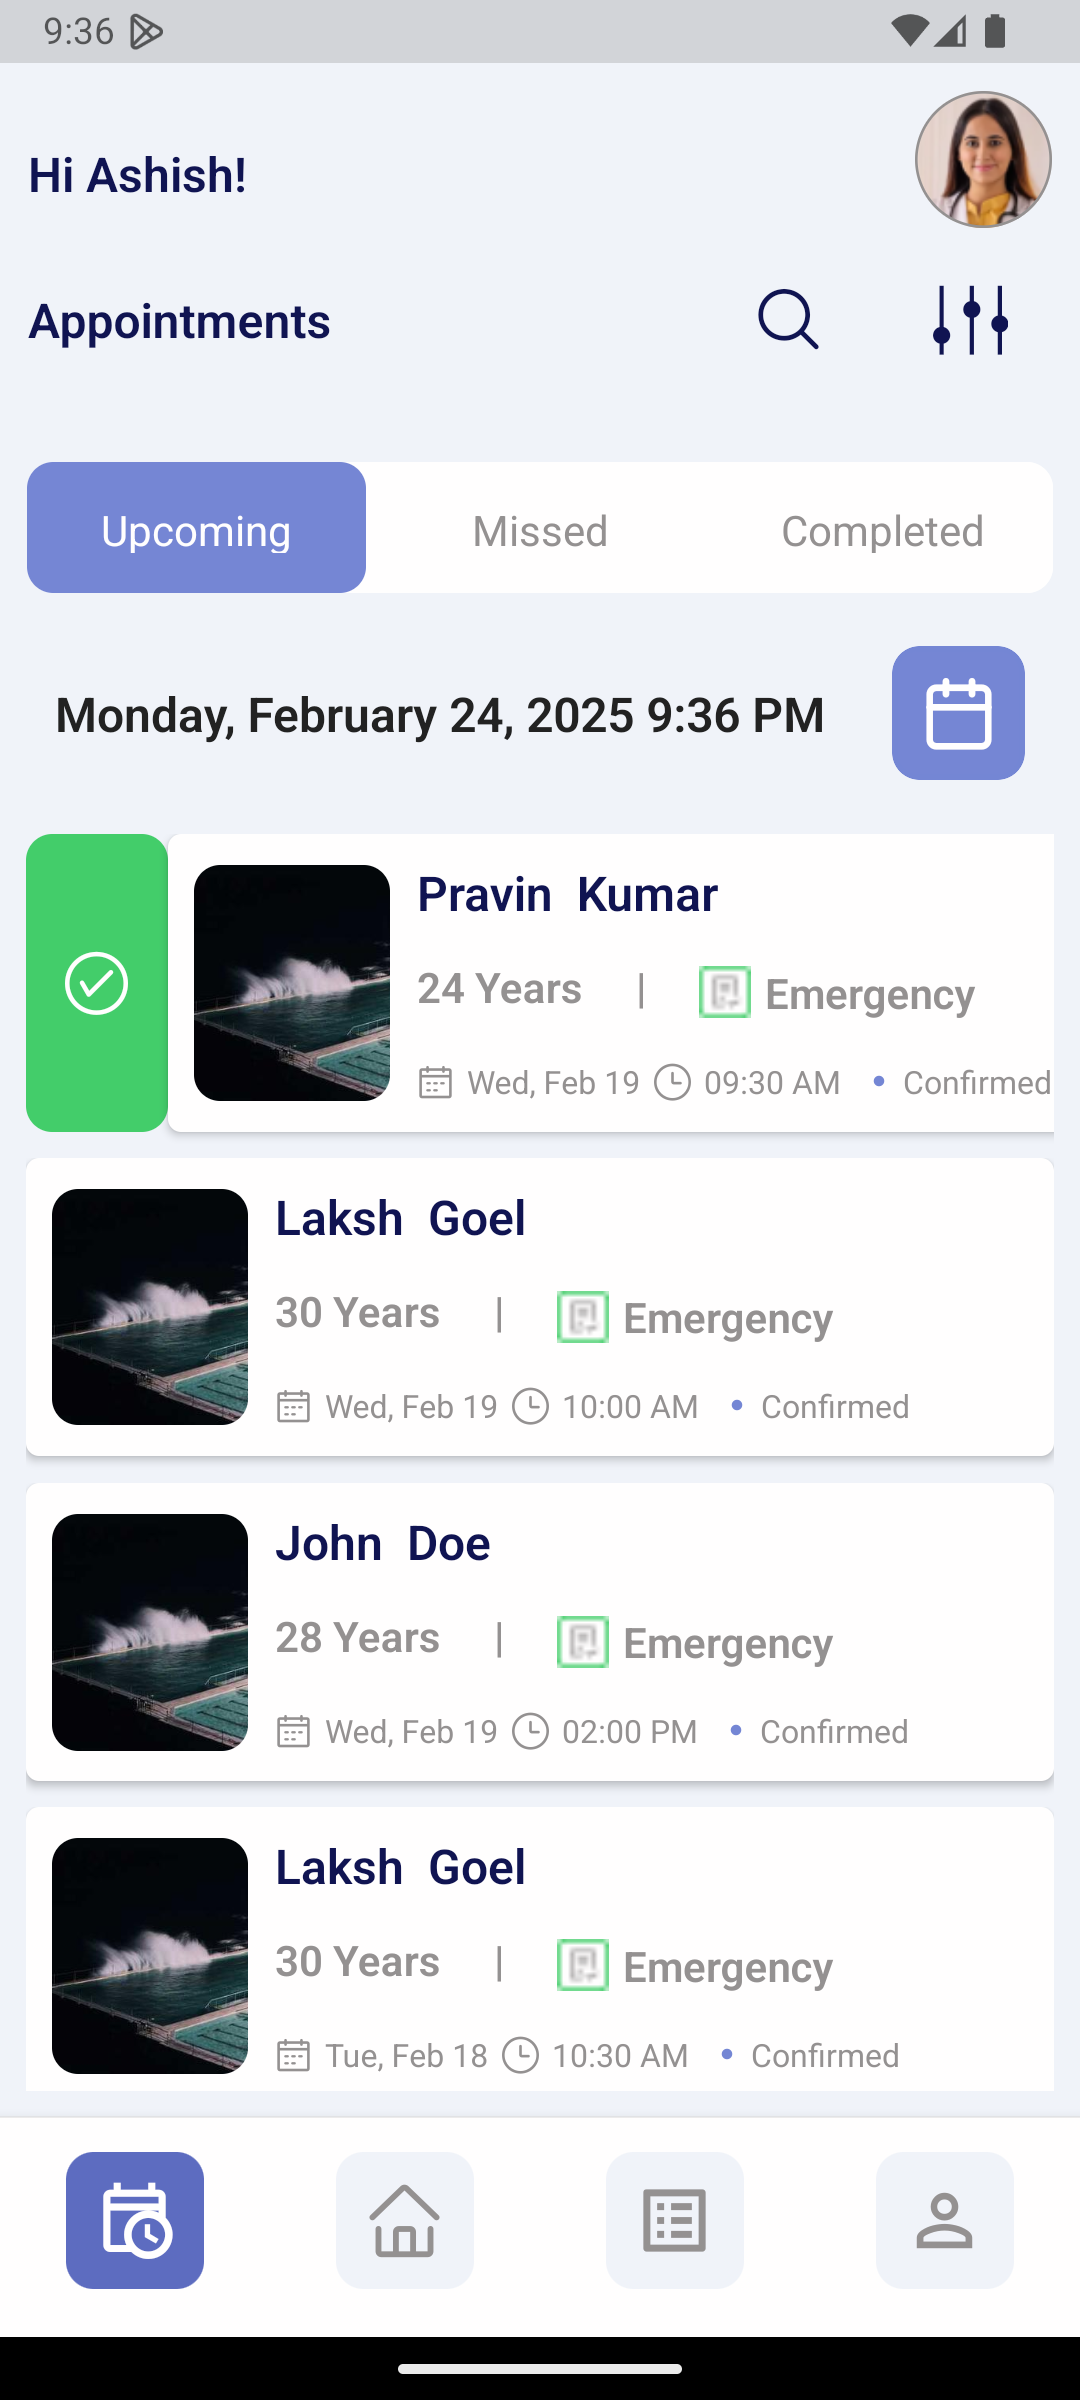 9:36
Hi Ashish!
Appointments
Upcoming Missed Completed
Monday, February 24, 2025 9:36 PM
Pravin Kumar
24 Years | Emergency
Wed, Feb 19 09:30 AM • Confirmed
Laksh Goel
30 Years | Emergency
Wed, Feb 19 10:00 AM • Confirmed
John Doe
28 Years | Emergency
Wed, Feb 19 02:00 PM • Confirmed
Laksh Goel
30 Years | Emergency
Tue, Feb 18 10:30 AM • Confirmed